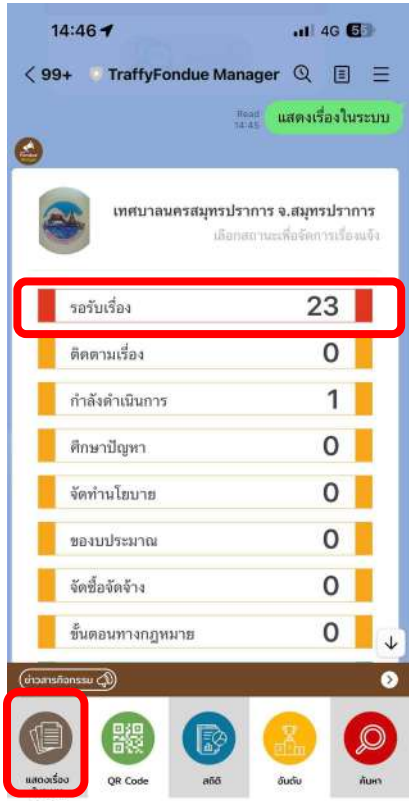 14:46
4G 55
99+ TraffyFondue Manager
Read
14:45
แสดงเรื่องในระบบ
fondue
เทศบาลนครสมุทรปราการ จ.สมุทรปราการ
เลือกสถานะเพื่อจัดการเรื่องแจ้ง
รอรับเรื่อง 23
ติดตามเรื่อง 0
กำลังดำเนินการ 1
ศึกษาปัญหา 0
จัดทำนโยบาย 0
ของบประมาณ 0
จัดซื้อจัดจ้าง 0
ขั้นตอนทางกฎหมาย 0
ข่าวสารกิจกรรม
แสดงเรื่อง
QR Code
สถิติ
อันดับ
ค้นหา